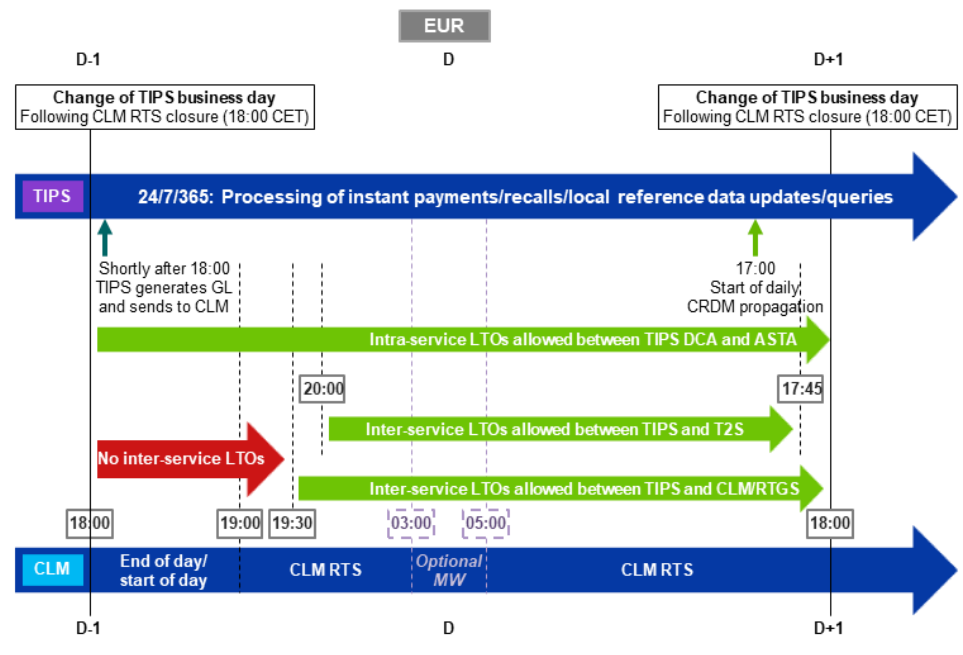 EUR
D-1
D
D+1
Change of TIPS business day
Following CLM RTS closure (18:00 CET)
Change of TIPS business day
Following CLM RTS closure (18:00 CET)
TIPS
24/7/365: Processing of instant payments/recalls/local reference data updates/queries
Shortly after 18:00
TIPS generates GL
and sends to CLM
17:00
Start of daily
CRDM propagation
Intra-service LTOs allowed between TIPS DCA and ASTA
20:00
17:45
Inter-service LTOs allowed between TIPS and T2S
No inter-service LTOs
Inter-service LTOs allowed between TIPS and CLM/RTGS
18:00
19:00
19:30
03:00
05:00
18:00
CLM
End of day/
start of day
CLM RTS
Optional
MW
CLM RTS
D-1
D
D+1